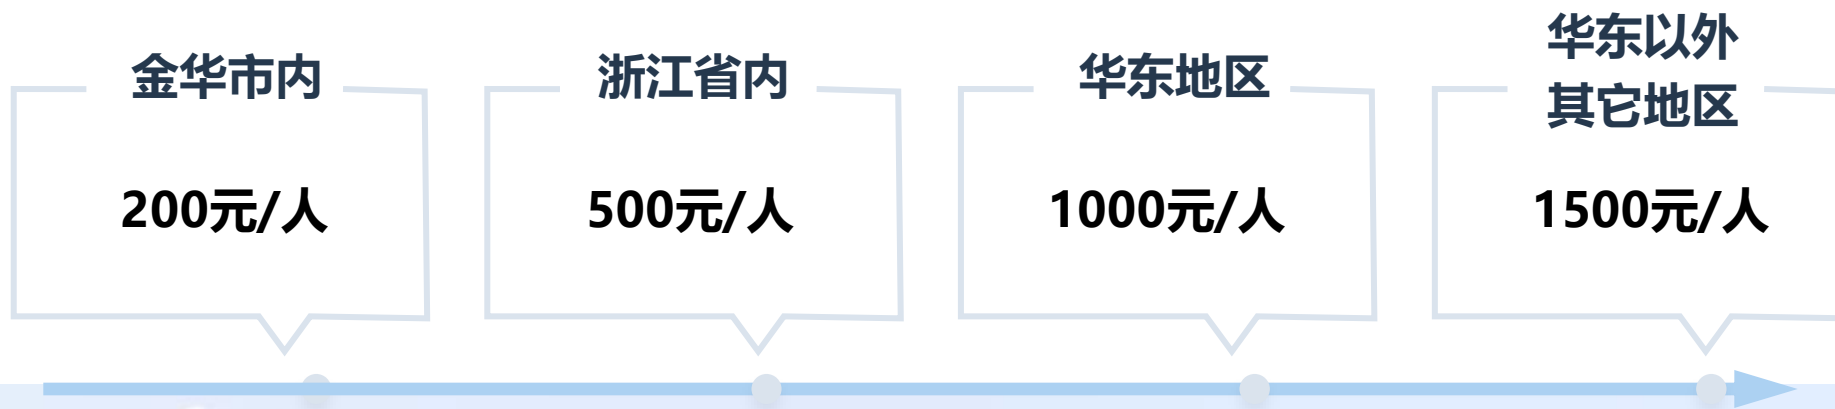 金华市内
200元/人
浙江省内
500元/人
华东地区
1000元/人
华东以外
其它地区
1500元/人